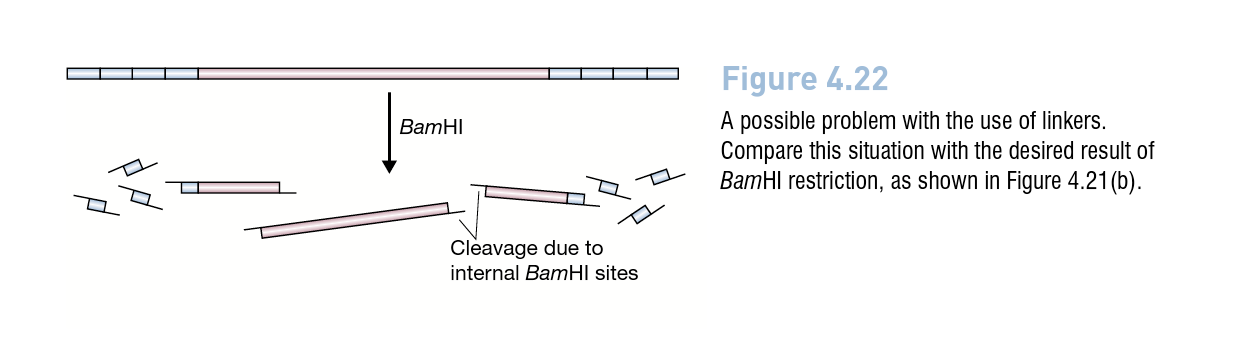 Figure 4.22
A possible problem with the use of linkers.
Compare this situation with the desired result of
BamHI restriction, as shown in Figure 4.21(b).
BamHI
Cleavage due to
internal BamHI sites